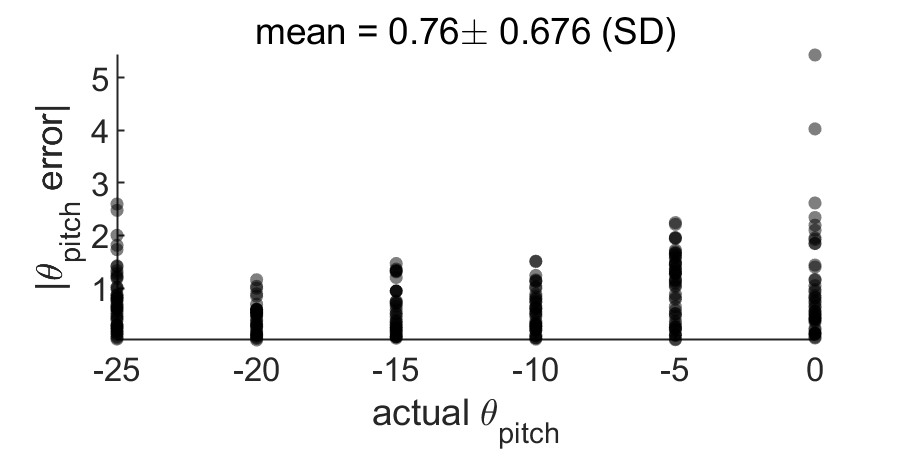 mean = 0.76± 0.676 (SD)
|θpitch error|
5
4
3
2
1
-25 -20 -15 -10 -5 0
actual θpitch